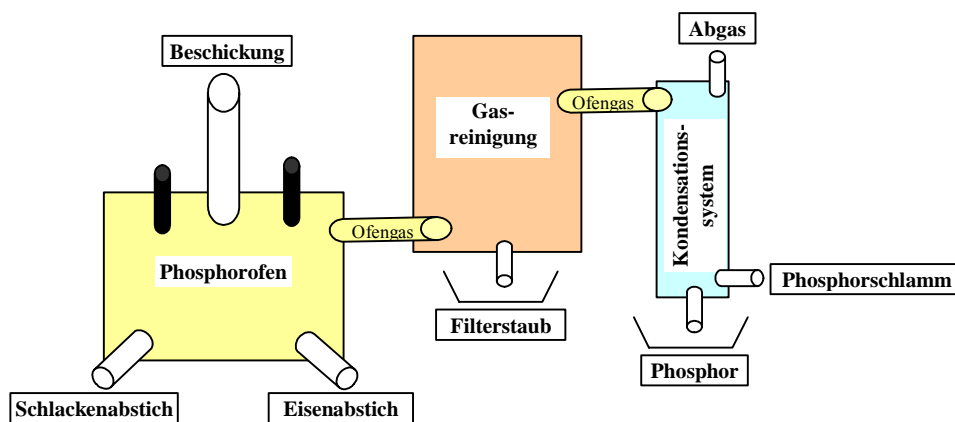 Beschickung
Abgas
Ofengas
Gas-
reinigung
Kondensations-
system
Ofengas
Phosphorofen
Phosphorschlamm
Filterstaub
Phosphor
Schlackenabstich
Eisenabstich